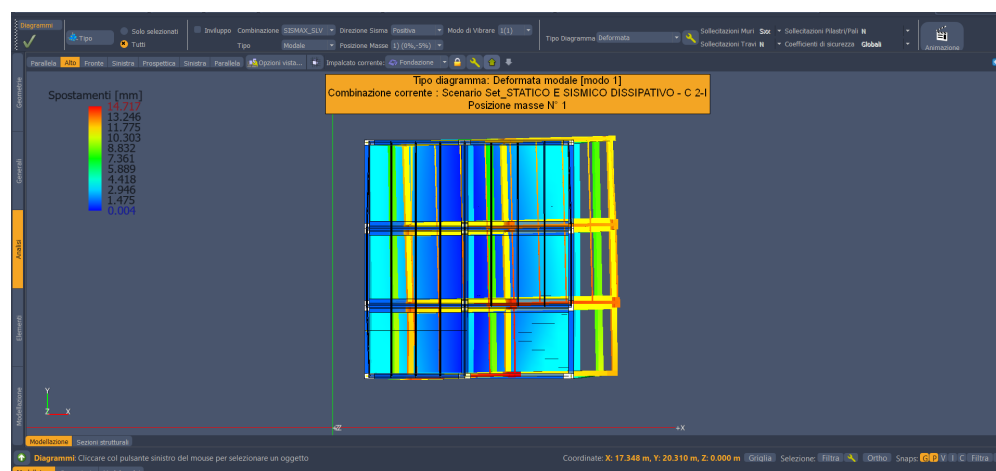 Diagrammi
Tipo
Solo selezionati
Tutti
Inviluppo Combinazione SISMAX_SLV Direzione Sisma Positiva Modo di Vibrare 1(1)
Tipo Modale Posizione Masse 1) (0%,-5%)
Tipo Diagramma Deformata
Sollecitazioni Muri Sxx Sollecitazioni Pilastri/Pali N
Sollecitazioni Travi N Coefficienti di sicurezza Globali
Animazione
Parallela Alto Fronte Sinistra Prospettica Sinistra Parallela Opzioni vista... Impalcato corrente: Fondazione
Geometrie
Generali
Analisi
Elementi
Modellazione
Tipo diagramma: Deformata modale [modo 1]
Combinazione corrente : Scenario Set_STATICO E SISMICO DISSIPATIVO - C 2-I
Posizione masse N° 1
Spostamenti [mm]
14.717
13.246
11.775
10.303
8.832
7.361
5.889
4.418
2.946
1.475
0.004
Y
Z X
+Z +X
Modellazione Sezioni strutturali
Diagrammi: Cliccare col pulsante sinistro del mouse per selezionare un oggetto
Coordinate: X: 17.348 m, Y: 20.310 m, Z: 0.000 m Griglia Selezione: Filtra Ortho Snaps: G P V I C Filtra